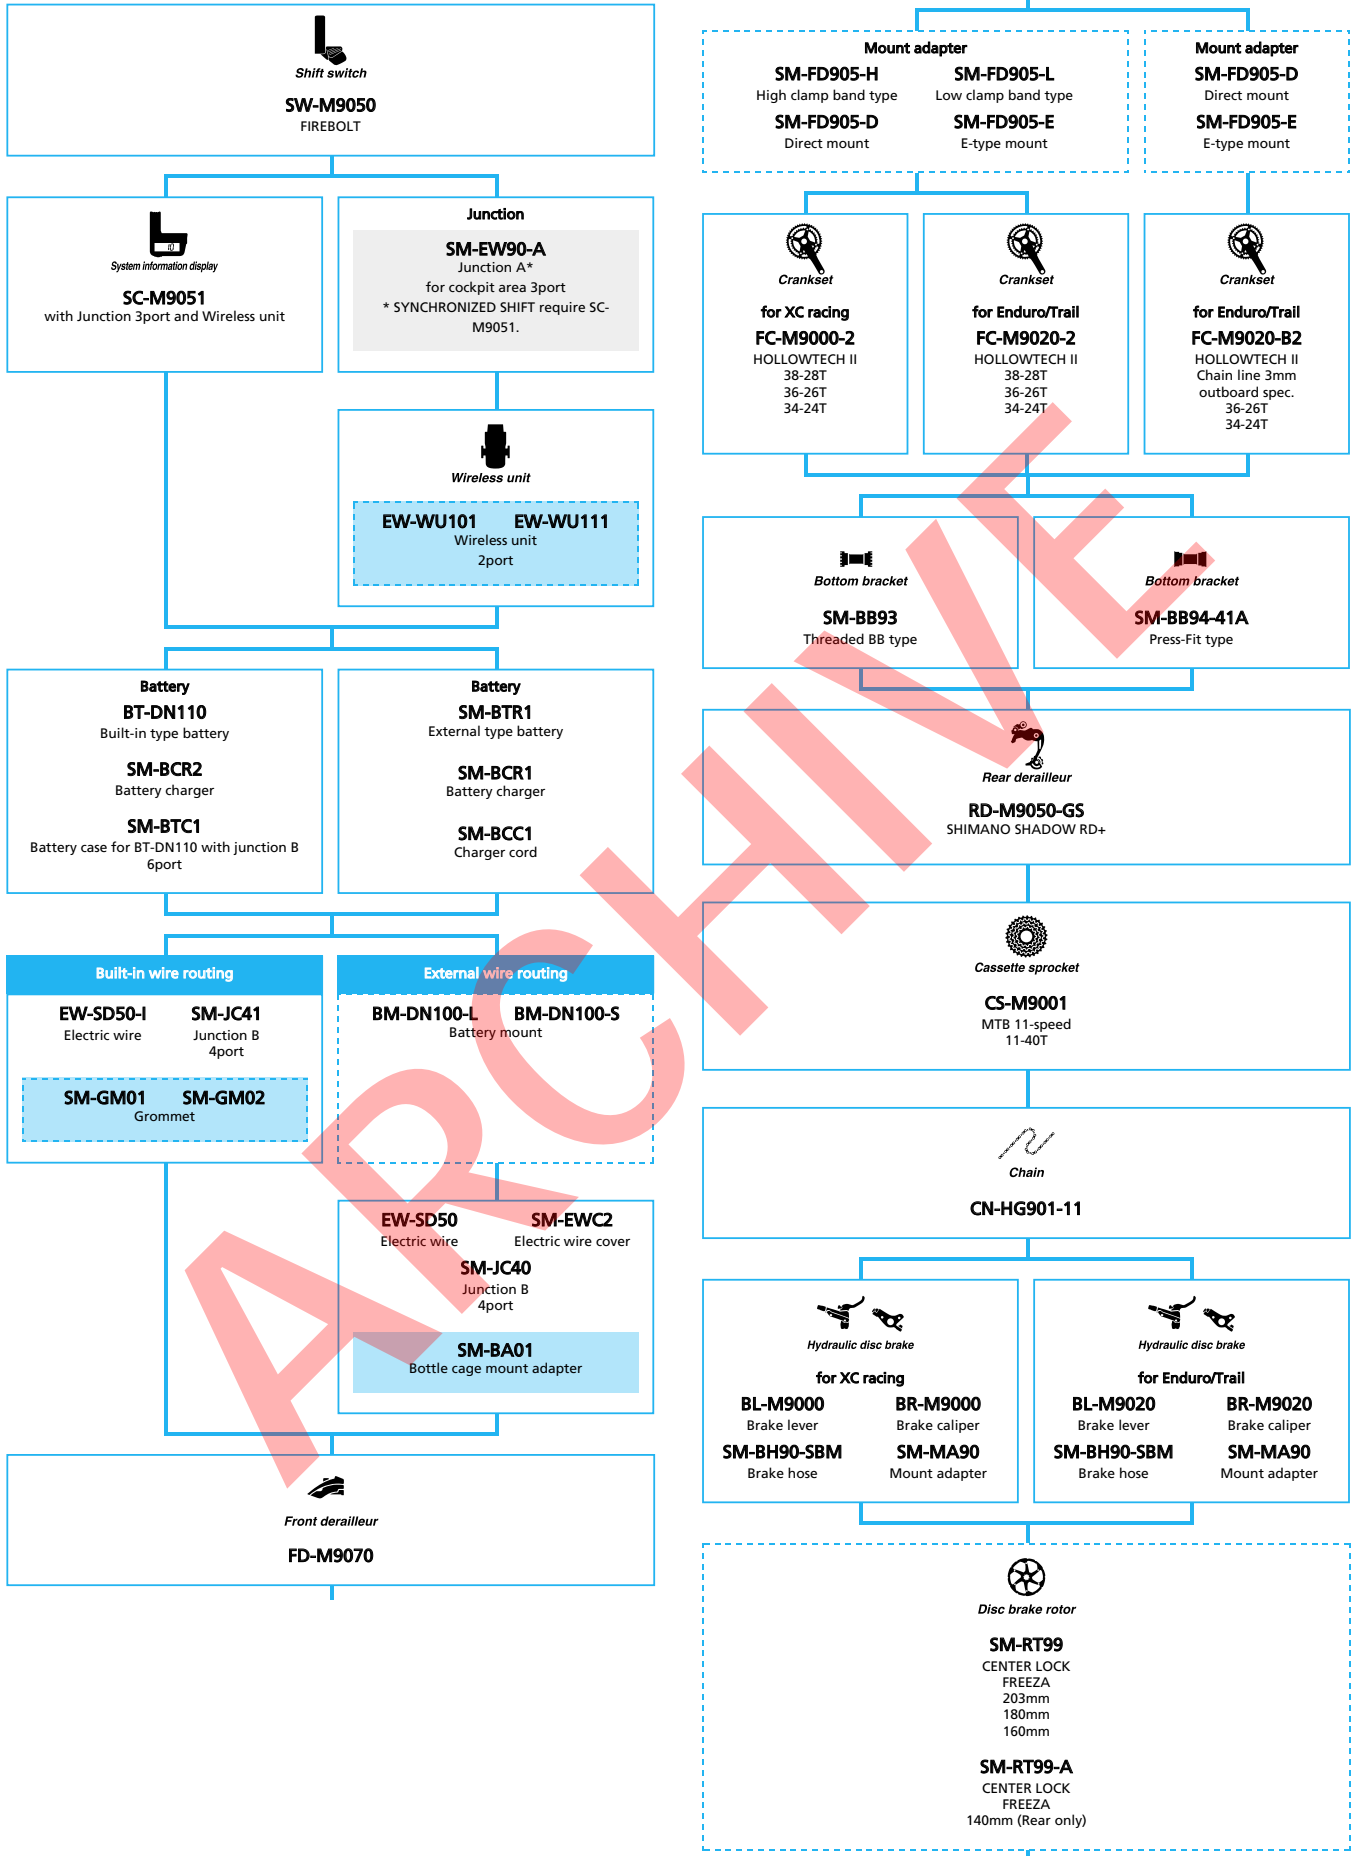 Shift switch
SW-M9050
FIREBOLT
System information display
SC-M9051
with Junction 3port and Wireless unit
Junction
SM-EW90-A
Junction A*
for cockpit area 3port
* SYNCHRONIZED SHIFT require SC-
M9051.
Wireless unit
EW-WU101 EW-WU111
Wireless unit
2port
Battery
BT-DN110
Built-in type battery
SM-BCR2
Battery charger
SM-BTC1
Battery case for BT-DN110 with junction B
6port
Battery
SM-BTR1
External type battery
SM-BCR1
Battery charger
SM-BCC1
Charger cord
Built-in wire routing
EW-SD50-I SM-JC41
Electric wire Junction B
4port
SM-GM01 SM-GM02
Grommet
External wire routing
BM-DN100-L BM-DN100-S
Battery mount
EW-SD50 SM-EWC2
Electric wire Electric wire cover
SM-JC40
Junction B
4port
SM-BA01
Bottle cage mount adapter
Front derailleur
FD-M9070
Mount adapter
SM-FD905-H SM-FD905-L
High clamp band type Low clamp band type
SM-FD905-D SM-FD905-E
Direct mount E-type mount
Mount adapter
SM-FD905-D
Direct mount
SM-FD905-E
E-type mount
Crankset
for XC racing
FC-M9000-2
HOLLOWTECH II
38-28T
36-26T
34-24T
Crankset
for Enduro/Trail
FC-M9020-2
HOLLOWTECH II
38-28T
36-26T
34-24T
Crankset
for Enduro/Trail
FC-M9020-B2
HOLLOWTECH II
Chain line 3mm
outboard spec.
36-26T
34-24T
Bottom bracket
SM-BB93
Threaded BB type
Bottom bracket
SM-BB94-41A
Press-Fit type
Rear derailleur
RD-M9050-GS
SHIMANO SHADOW RD+
Cassette sprocket
CS-M9001
MTB 11-speed
11-40T
Chain
CN-HG901-11
Hydraulic disc brake
for XC racing
BL-M9000 BR-M9000
Brake lever Brake caliper
SM-BH90-SBM SM-MA90
Brake hose Mount adapter
Hydraulic disc brake
for Enduro/Trail
BL-M9020 BR-M9020
Brake lever Brake caliper
SM-BH90-SBM SM-MA90
Brake hose Mount adapter
Disc brake rotor
SM-RT99
CENTER LOCK
FREEZA
203mm
180mm
160mm
SM-RT99-A
CENTER LOCK
FREEZA
140mm (Rear only)
ARCHIVE